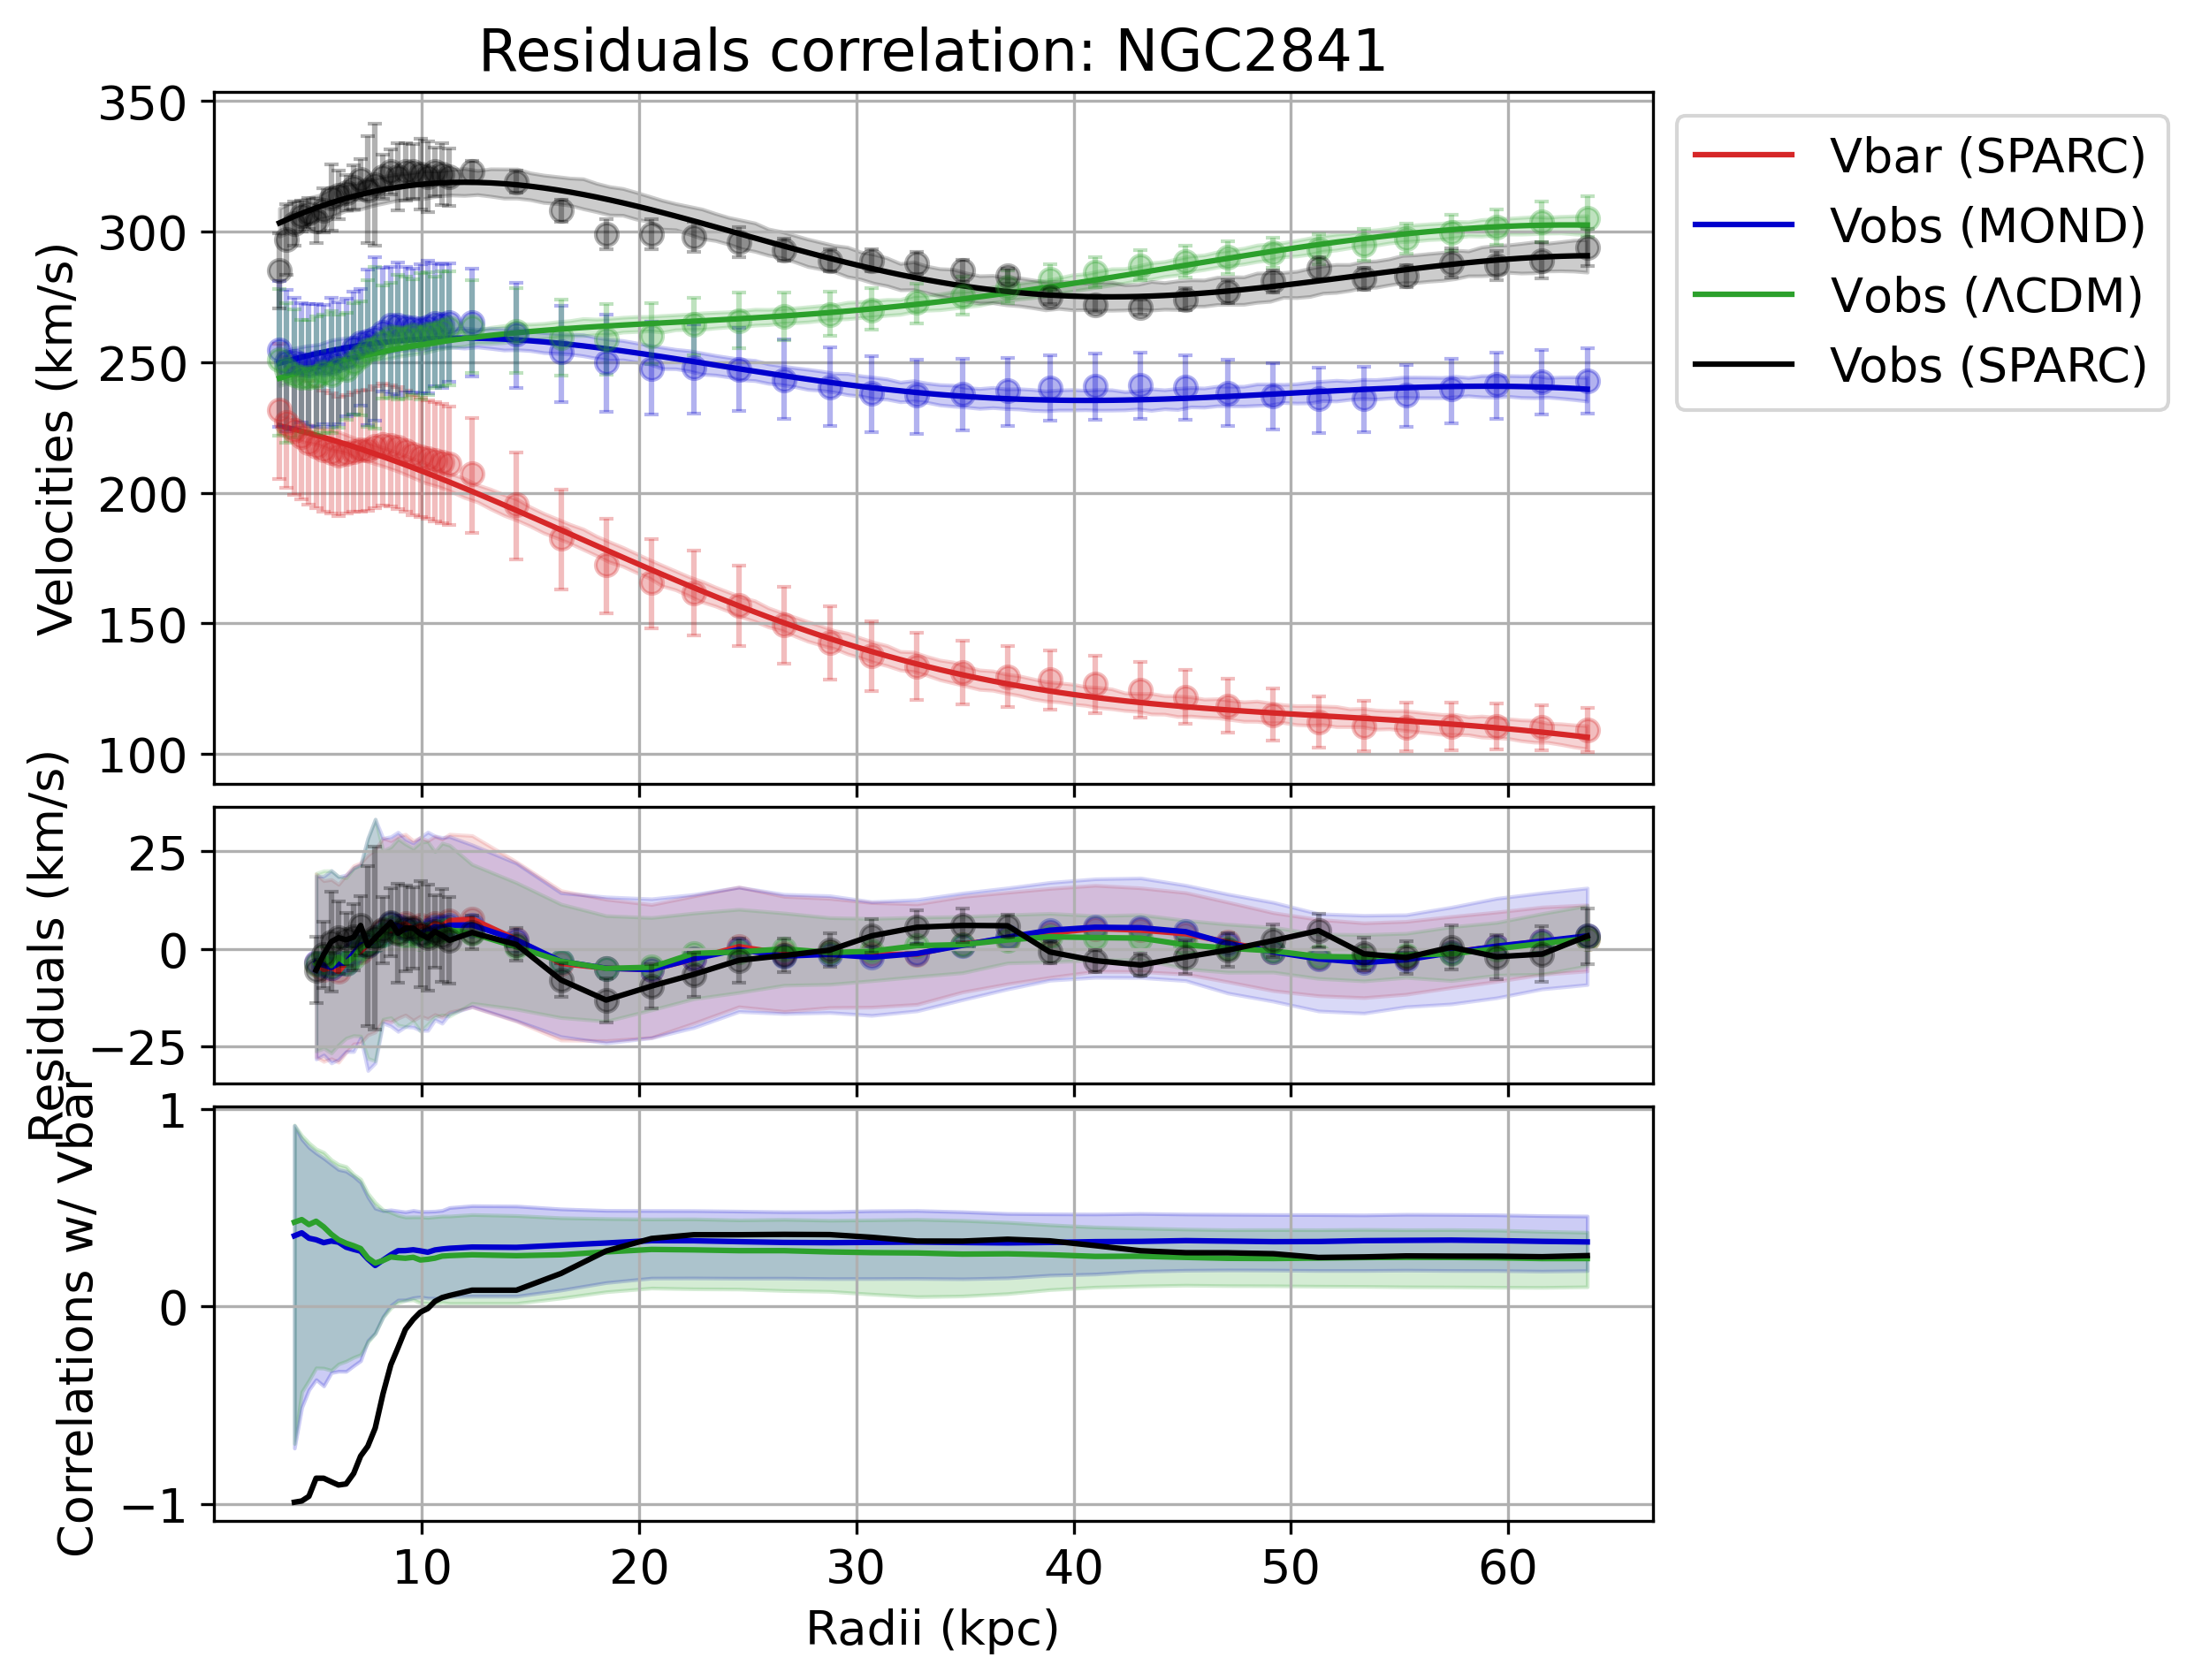 Residuals correlation: NGC2841
350
300
250
200
150
100
Velocities (km/s)
Vbar (SPARC)
Vobs (MOND)
Vobs (ΛCDM)
Vobs (SPARC)
25
0
−25
Residuals (km/s)
1
0
−1
Correlations w/ Vbar
10 20 30 40 50 60
Radii (kpc)